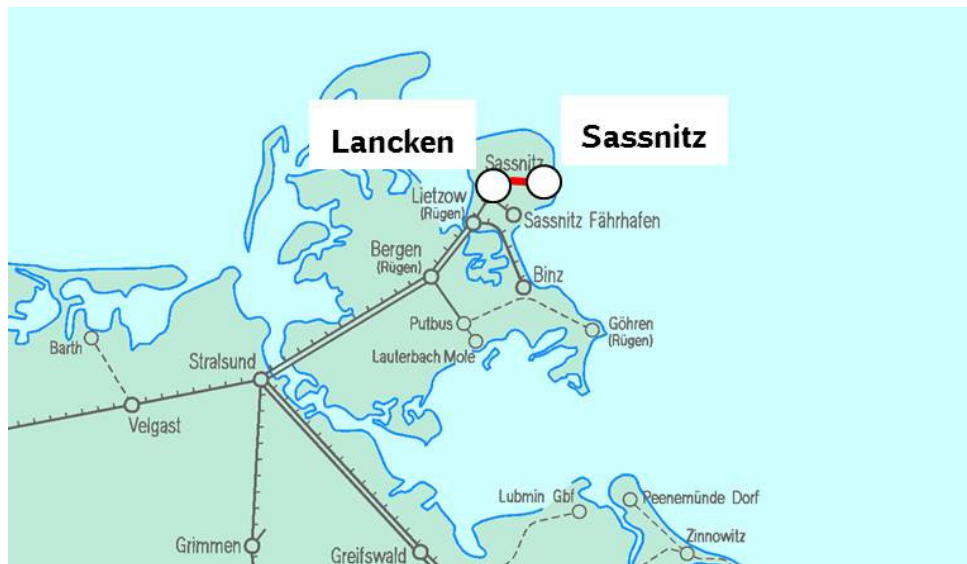 Lancken
Sassnitz
Sassnitz
Lietzow
(Rügen)
Sassnitz Fährhafen
Bergen
(Rügen)
Binz
Putbus
Göhren
(Rügen)
Barth
Lauterbach Mole
Stralsund
Velgast
Lubmin Gbf
Peenemünde Dorf
Zinnowitz
Grimmen
Greifswald